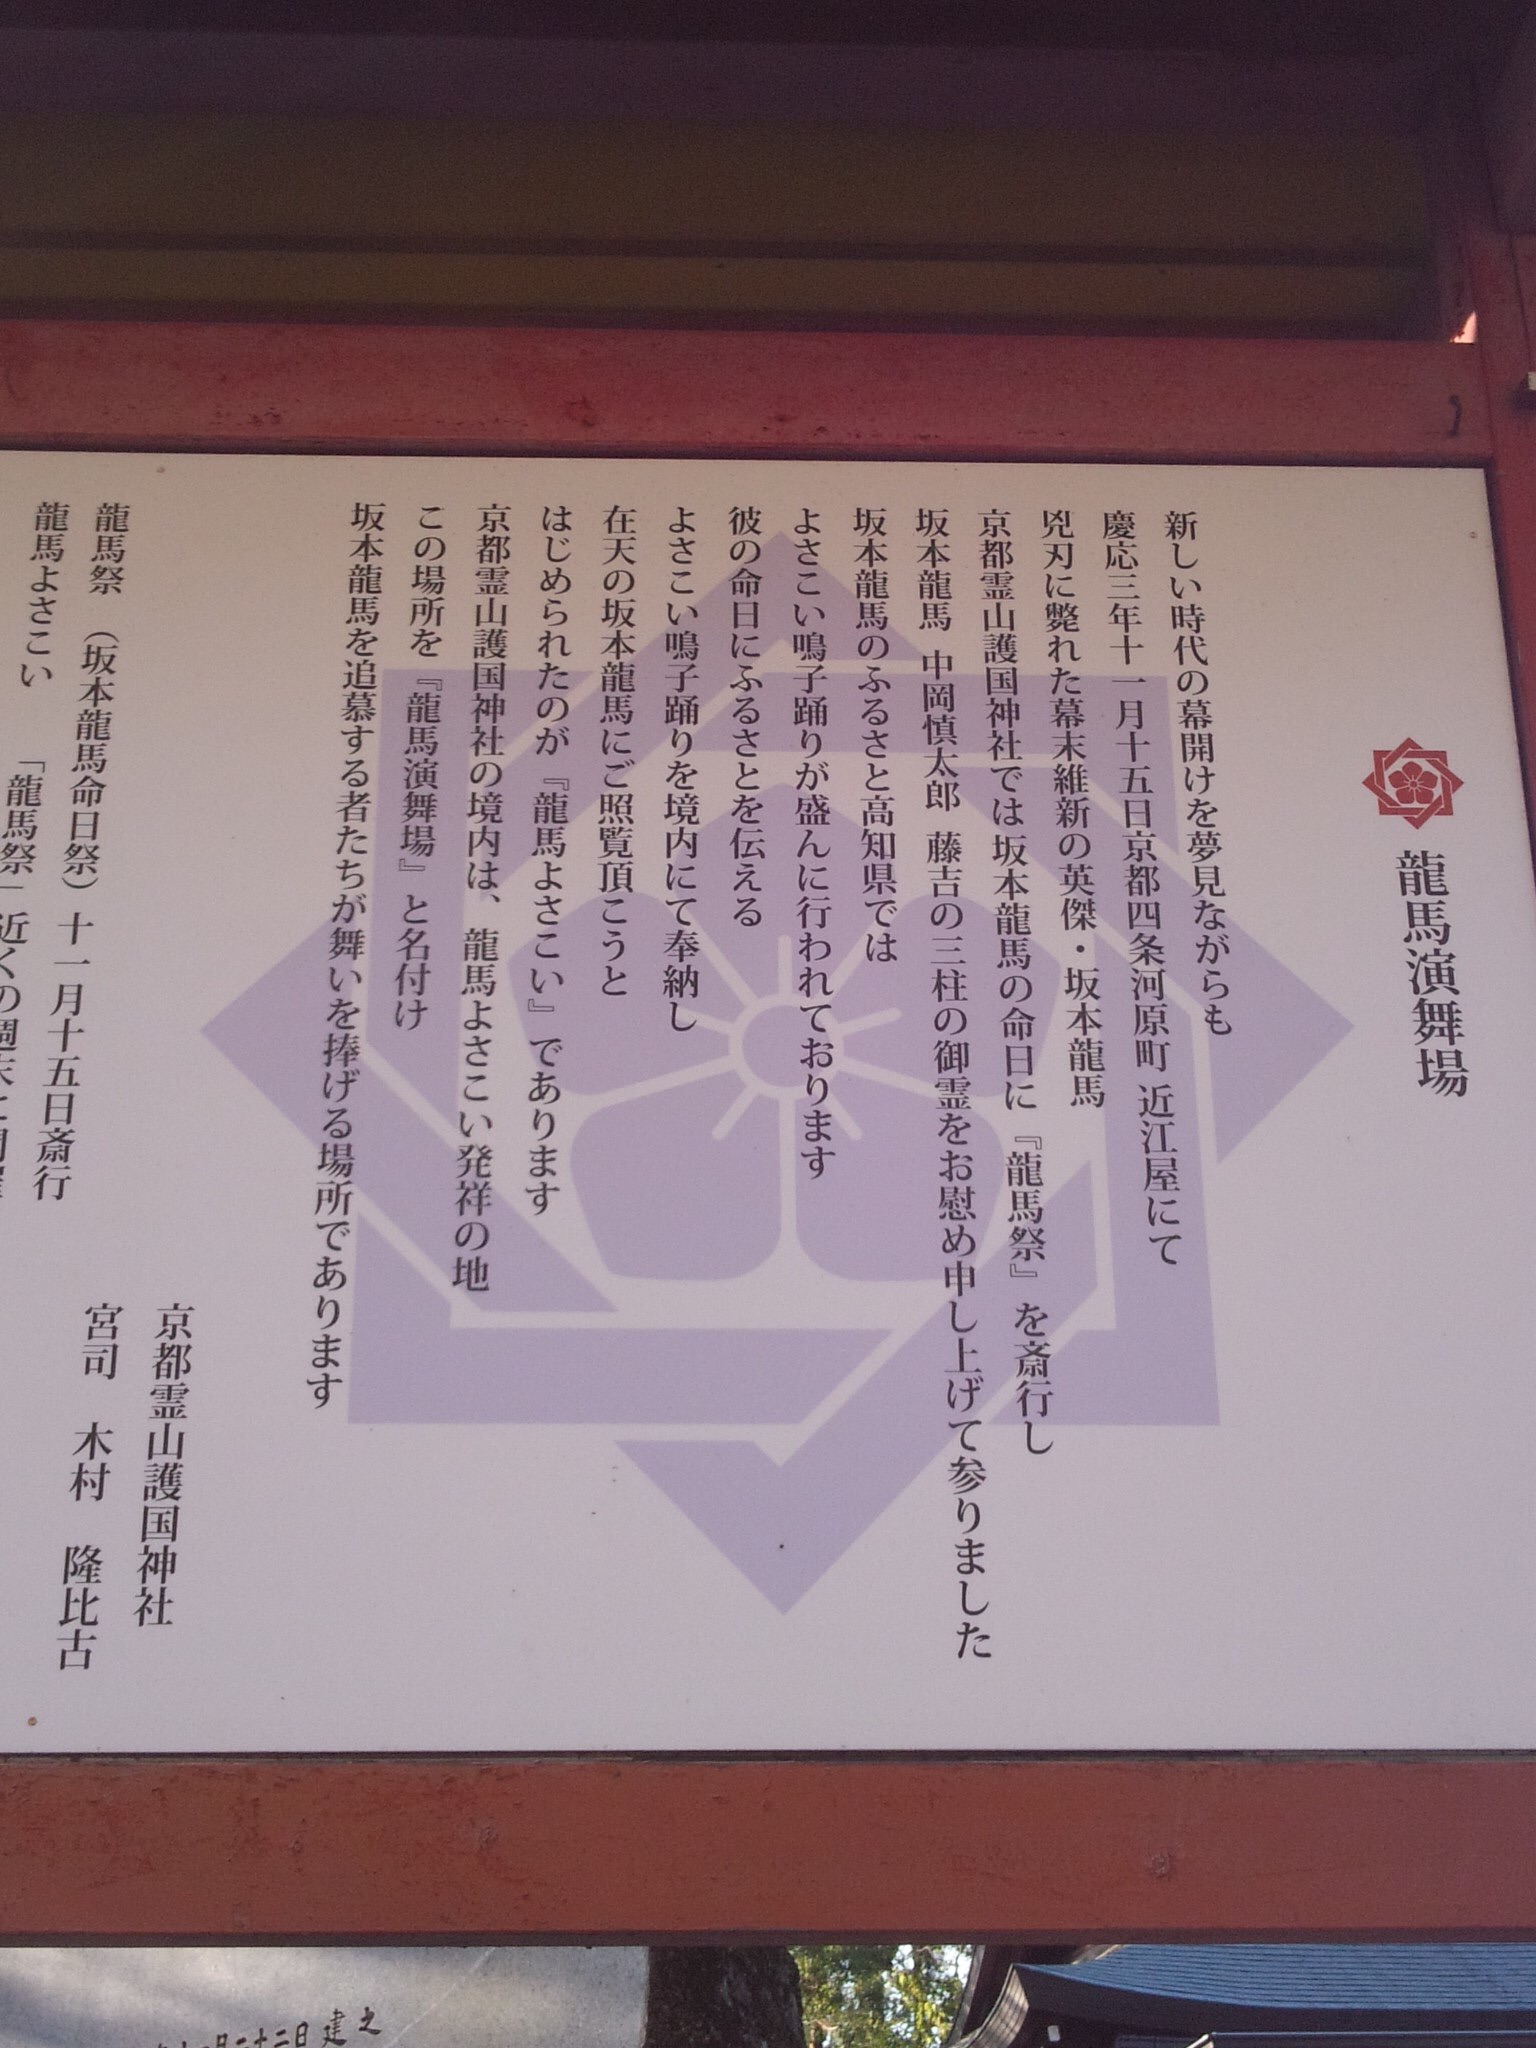 龍馬演舞場
新しい時代の幕開けを夢見ながらも
慶応三年十一月十五日京都四条河原町 近江屋にて
兇刃に斃れた幕末維新の英傑・坂本龍馬
京都霊山護国神社では坂本龍馬の命日に『龍馬祭』を斎行し
坂本龍馬 中岡慎太郎 藤吉の三柱の御霊をお慰め申し上げて参りました
坂本龍馬のふるさと高知県では
よさこい鳴子踊りが盛んに行われております
彼の命日にふるさとを伝える
よさこい鳴子踊りを境内にて奉納し
在天の坂本龍馬にご照覧頂こうと
はじめられたのが『龍馬よさこい』であります
京都霊山護国神社の境内は、龍馬よさこい発祥の地
この場所を『龍馬演舞場』と名付け
坂本龍馬を追慕する者たちが舞いを捧げる場所であります
京都霊山護国神社
宮司 木村 隆比古
龍馬祭 (坂本龍馬命日祭) 十一月十五日斎行
龍馬よさこい 「龍馬祭」近くの週末に開催
月二十二日建之